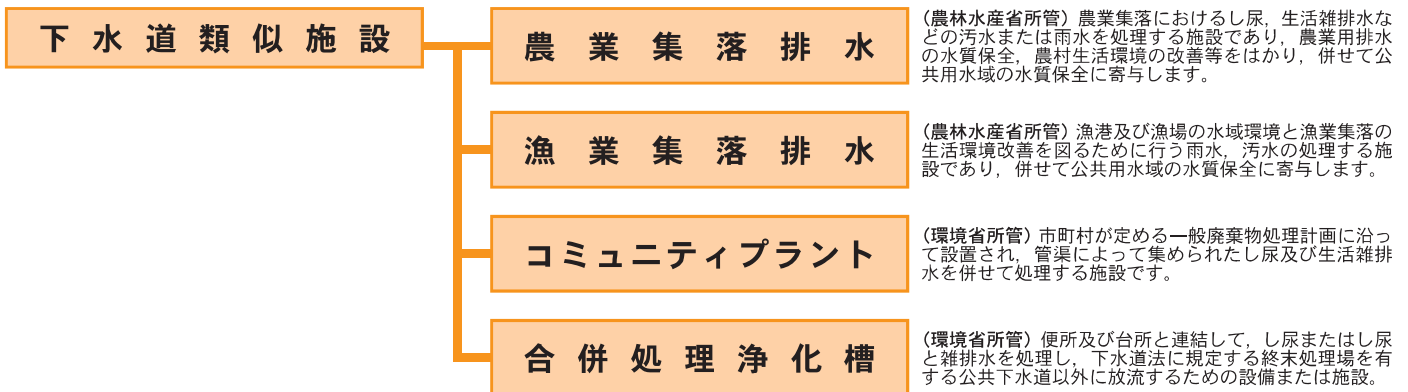 下水道類似施設
農業集落排水
(農林水産省所管) 農業集落におけるし尿，生活雑排水な
どの汚水または雨水を処理する施設であり，農業用排水
の水質保全，農村生活環境の改善等をはかり，併せて公
共用水域の水質保全に寄与します。
漁業集落排水
(農林水産省所管) 漁港及び漁場の水域環境と漁業集落の
生活環境改善を図るために行う雨水，汚水の処理する施
設であり，併せて公共用水域の水質保全に寄与します。
コミュニティプラント
(環境省所管) 市町村が定める一般廃棄物処理計画に沿っ
て設置され，管渠によって集められたし尿及び生活雑排
水を併せて処理する施設です。
合併処理浄化槽
(環境省所管) 便所及び台所と連結して，し尿またはし尿
と雑排水を処理し，下水道法に規定する終末処理場を有
する公共下水道以外に放流するための設備または施設。